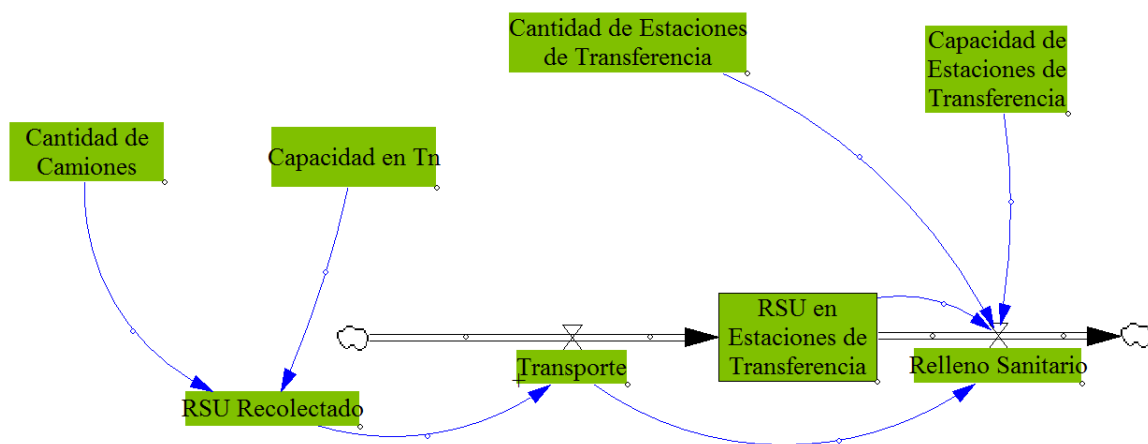 Cantidad de Estaciones
de Transferencia
Capacidad de
Estaciones de
Transferencia
Cantidad de
Camiones
Capacidad en Tn
RSU en
Estaciones de
Transferencia
Transporte
Relleno Sanitario
RSU Recolectado